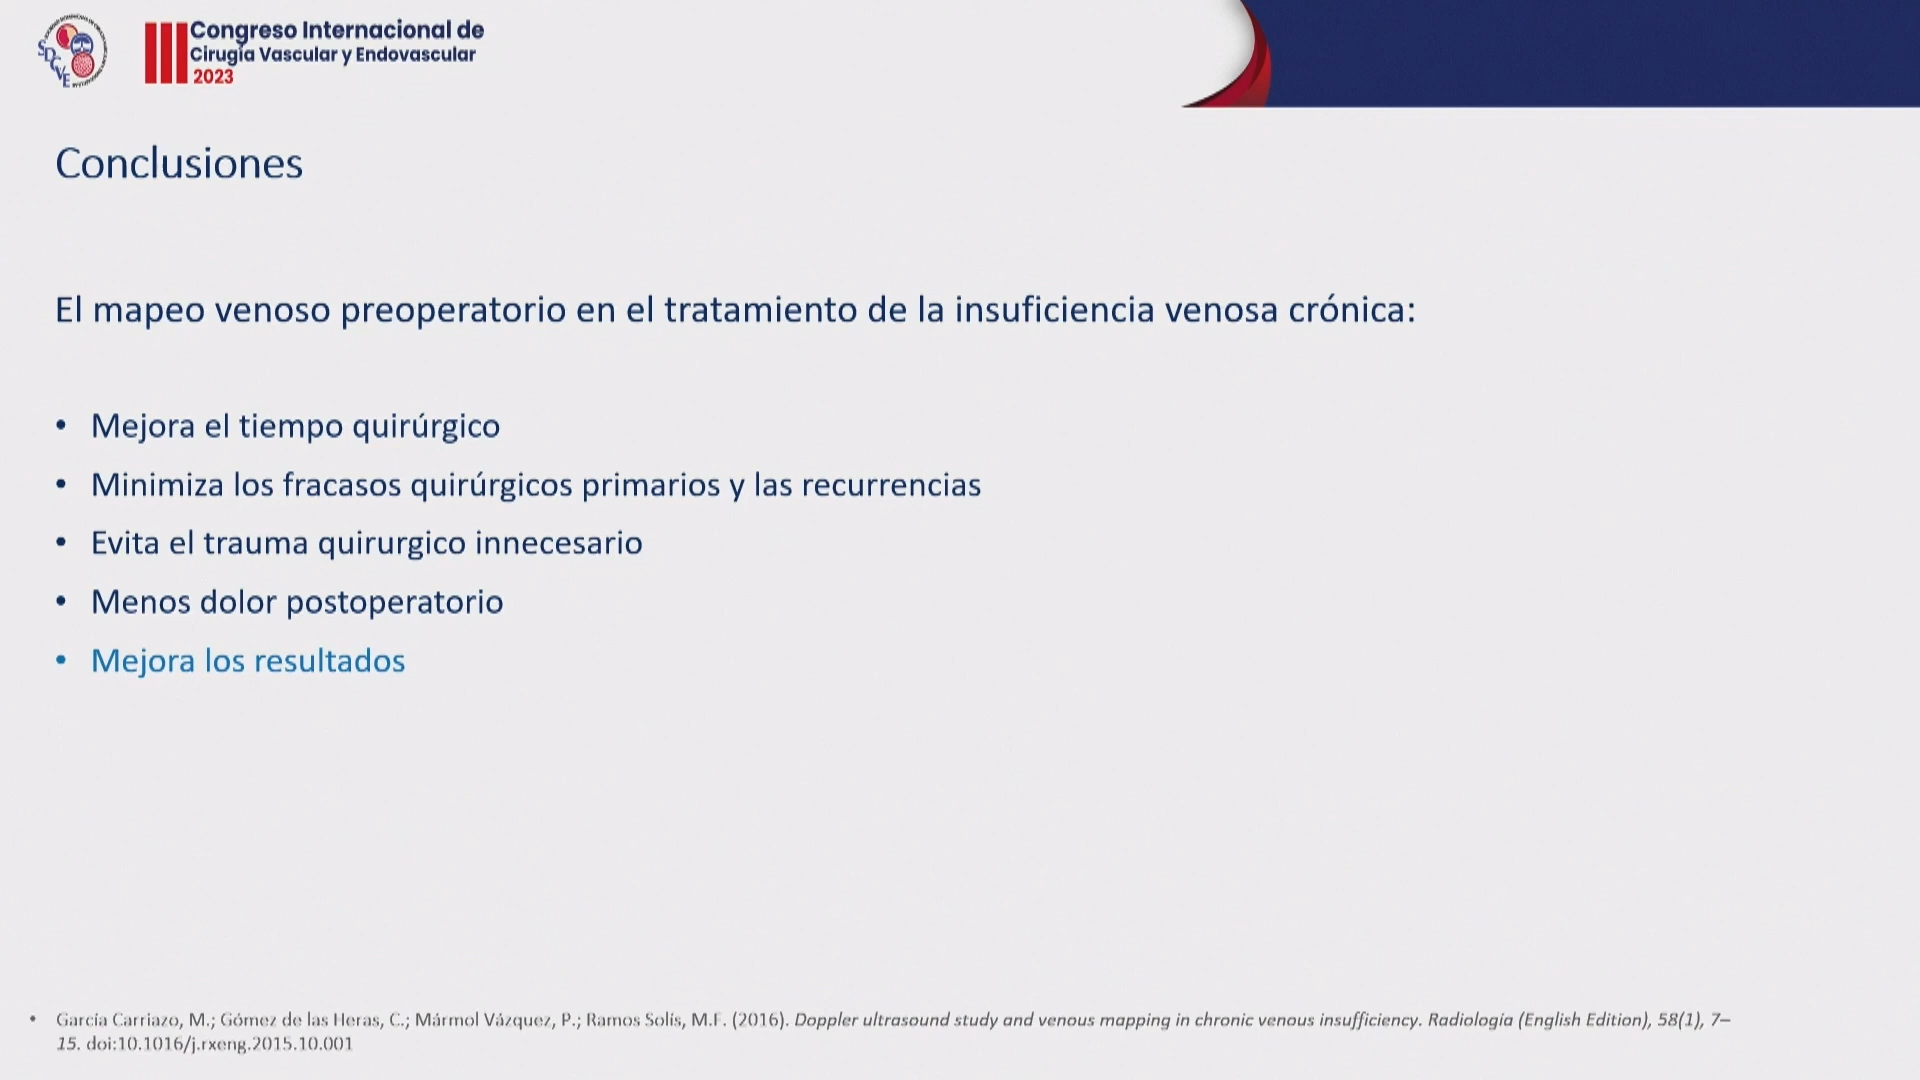 SDCVE
III Congreso Internacional de
Cirugía Vascular y Endovascular
2023
Conclusiones
El mapeo venoso preoperatorio en el tratamiento de la insuficiencia venosa crónica:
• Mejora el tiempo quirúrgico
• Minimiza los fracasos quirúrgicos primarios y las recurrencias
• Evita el trauma quirurgico innecesario
• Menos dolor postoperatorio
• Mejora los resultados
• García Carriazo, M.; Gómez de las Heras, C.; Mármol Vázquez, P.; Ramos Solís, M.F. (2016). Doppler ultrasound study and venous mapping in chronic venous insufficiency. Radiología (English Edition), 58(1), 7–
15. doi:10.1016/j.rxeng.2015.10.001